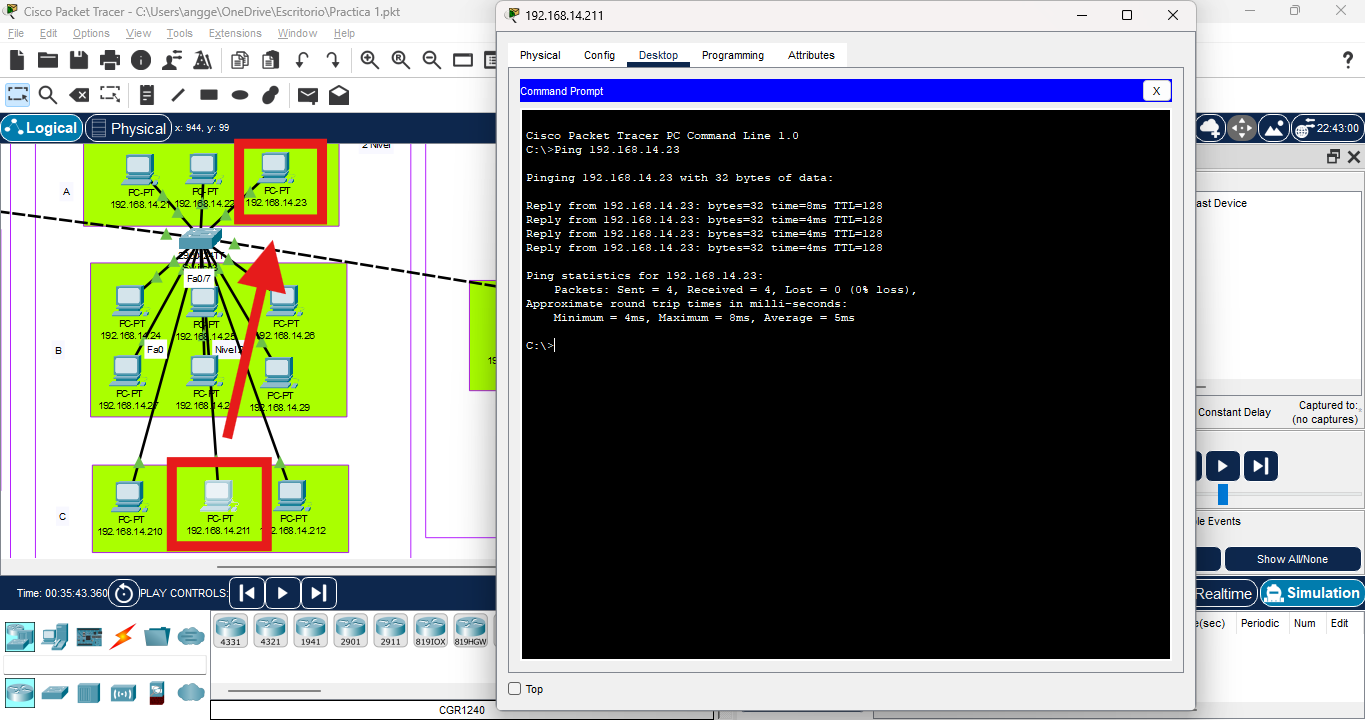 Cisco Packet Tracer - C:\Users\angge\OneDrive\Escritorio\Practica 1.pkt
File Edit Options View Tools Extensions Window Help
Logical
Physical
x: 944, y: 99
2 Nivel
A
PC-PT
192.168.14.21
PC-PT
192.168.14.22
PC-PT
192.168.14.23
Fa0/7
B
PC-PT
192.168.14.24
PC-PT
192.168.14.25
PC-PT
192.168.14.26
Fa0
Nivel
PC-PT
192.168.14.27
PC-PT
PC-PT
192.168.14.29
C
PC-PT
192.168.14.210
PC-PT
192.168.14.211
PC-PT
192.168.14.212
Time: 00:35:43.360
PLAY CONTROLS:
4331
4321
1941
2901
2911
819IOX
819HGW
CGR1240
192.168.14.211
Physical Config Desktop Programming Attributes
Command Prompt
X
Cisco Packet Tracer PC Command Line 1.0
C:\>Ping 192.168.14.23
Pinging 192.168.14.23 with 32 bytes of data:
Reply from 192.168.14.23: bytes=32 time=8ms TTL=128
Reply from 192.168.14.23: bytes=32 time=4ms TTL=128
Reply from 192.168.14.23: bytes=32 time=4ms TTL=128
Reply from 192.168.14.23: bytes=32 time=4ms TTL=128
Ping statistics for 192.168.14.23:
Packets: Sent = 4, Received = 4, Lost = 0 (0% loss),
Approximate round trip times in milli-seconds:
Minimum = 4ms, Maximum = 8ms, Average = 5ms
C:\>
Top
?
22:43:00
ast Device
Constant Delay
Captured to:
(no captures)
le Events
Show All/None
Realtime
Simulation
e(sec) Periodic Num Edit